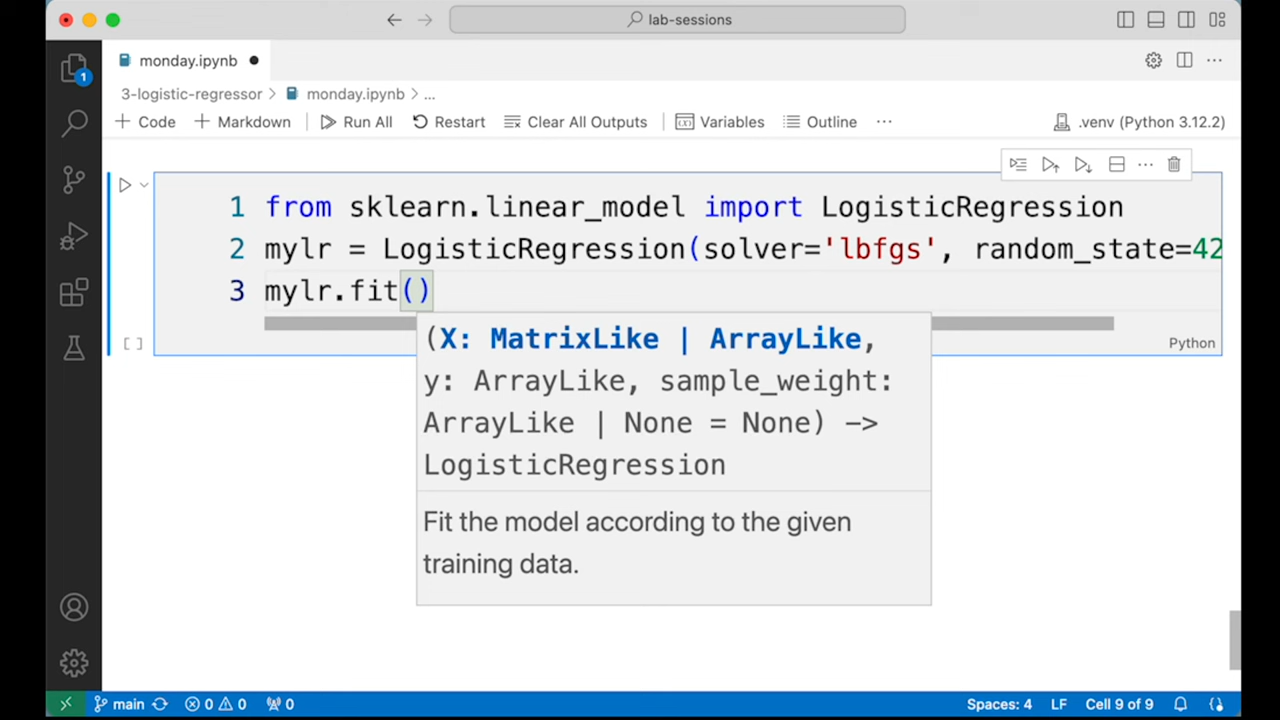 lab-sessions
monday.ipynb
1
3-logistic-regressor > monday.ipynb > ...
+ Code + Markdown Run All Restart Clear All Outputs Variables Outline ... .venv (Python 3.12.2)
1 from sklearn.linear_model import LogisticRegression
2 mylr = LogisticRegression(solver='lbfgs', random_state=42
3 mylr.fit()
[ ]
Python
(X: MatrixLike | ArrayLike,
y: ArrayLike, sample_weight:
ArrayLike | None = None) ->
LogisticRegression
Fit the model according to the given
training data.
main 0 0 0 Spaces: 4 LF Cell 9 of 9